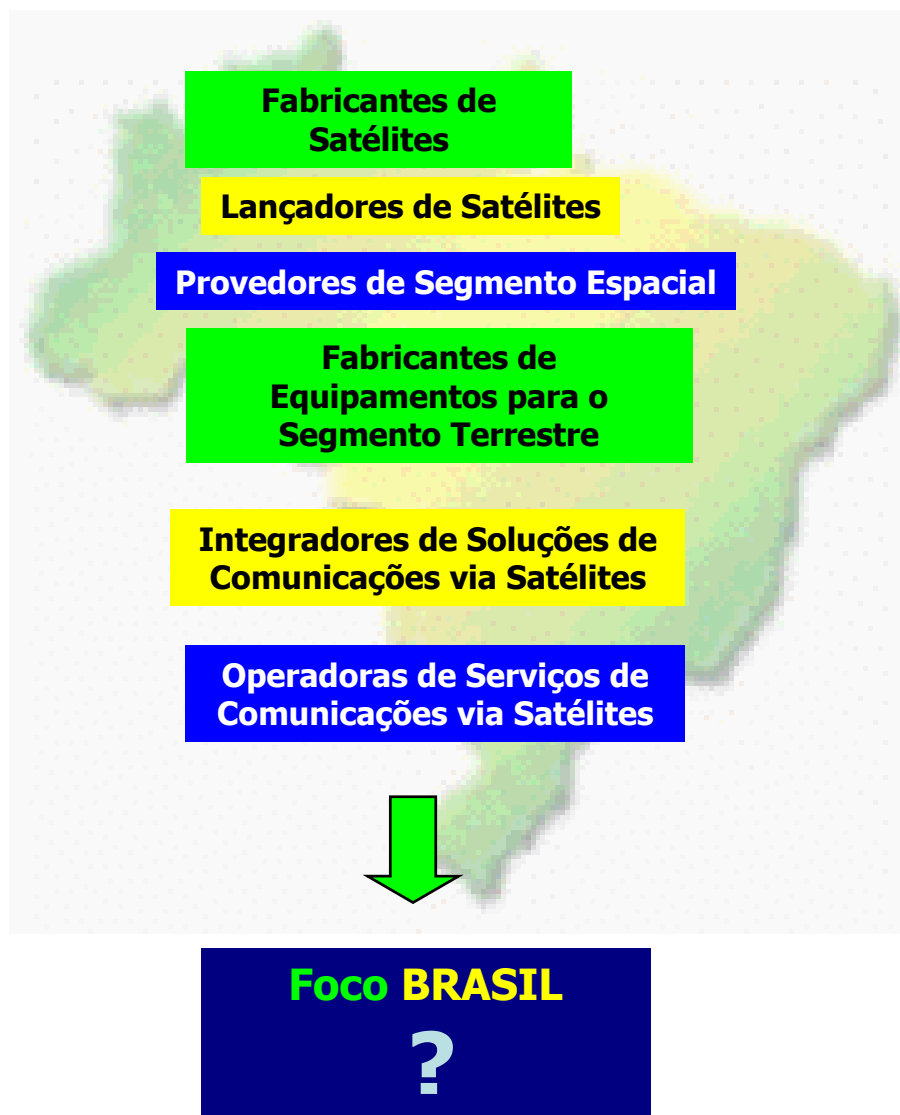 Fabricantes de
Satélites
Lançadores de Satélites
Provedores de Segmento Espacial
Fabricantes de
Equipamentos para o
Segmento Terrestre
Integradores de Soluções de
Comunicações via Satélites
Operadoras de Serviços de
Comunicações via Satélites
Foco BRASIL
?